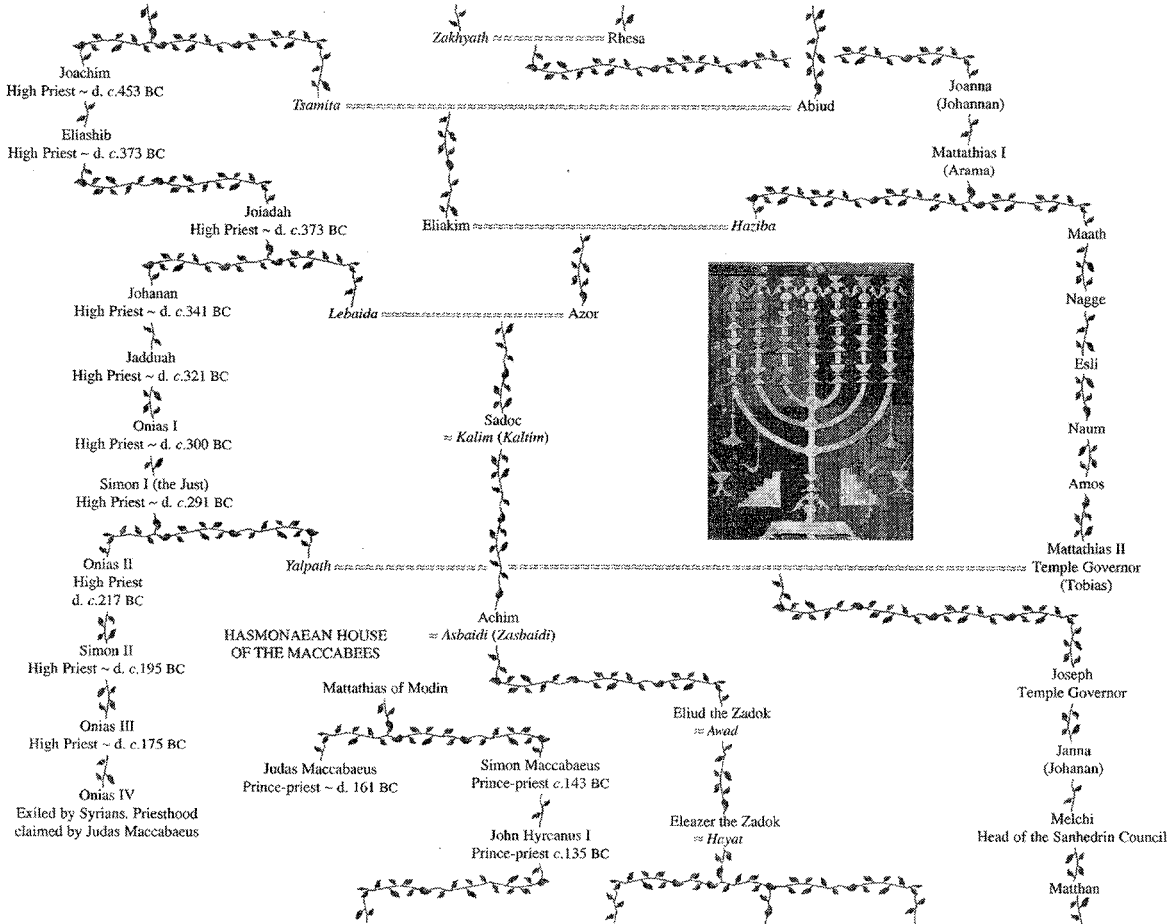 Zakhyath ≈≈≈≈≈≈≈≈≈≈ Rhesa
Joachim
High Priest ~ d. c.453 BC
Joanna
(Johannan)
Tsamita ≈≈≈≈≈≈≈≈≈≈ Abiud
Eliashib
High Priest ~ d. c.373 BC
Mattathias I
(Arama)
Joiadah
High Priest ~ d. c.373 BC
Eliakim ≈≈≈≈≈≈≈≈≈≈ Haziba
Maath
Johanan
High Priest ~ d. c.341 BC
Nagge
Lebaida ≈≈≈≈≈≈≈≈≈≈ Azor
Jadduah
High Priest ~ d. c.321 BC
Esli
Onias I
High Priest ~ d. c.300 BC
Sadoc
≈ Kalim (Kaltim)
Naum
Simon I (the Just)
High Priest ~ d. c.291 BC
Amos
Onias II
High Priest
d. c.217 BC
Yalpath ≈≈≈≈≈≈≈≈≈≈
Mattathias II
Temple Governor
(Tobias)
Achim
≈ Asbaidi (Zasbaidi)
HASMONAEAN HOUSE
OF THE MACCABEES
Simon II
High Priest ~ d. c.195 BC
Joseph
Temple Governor
Mattathias of Modin
Eliud the Zadok
≈ Awad
Onias III
High Priest ~ d. c.175 BC
Judas Maccabaeus
Prince-priest ~ d. 161 BC
Simon Maccabaeus
Prince-priest c.143 BC
Janna
(Johanan)
Onias IV
Exiled by Syrians. Priesthood
claimed by Judas Maccabaeus
John Hyrcanus I
Prince-priest c.135 BC
Eleazer the Zadok
≈ Hayat
Melchi
Head of the Sanhedrin Council
Matthan